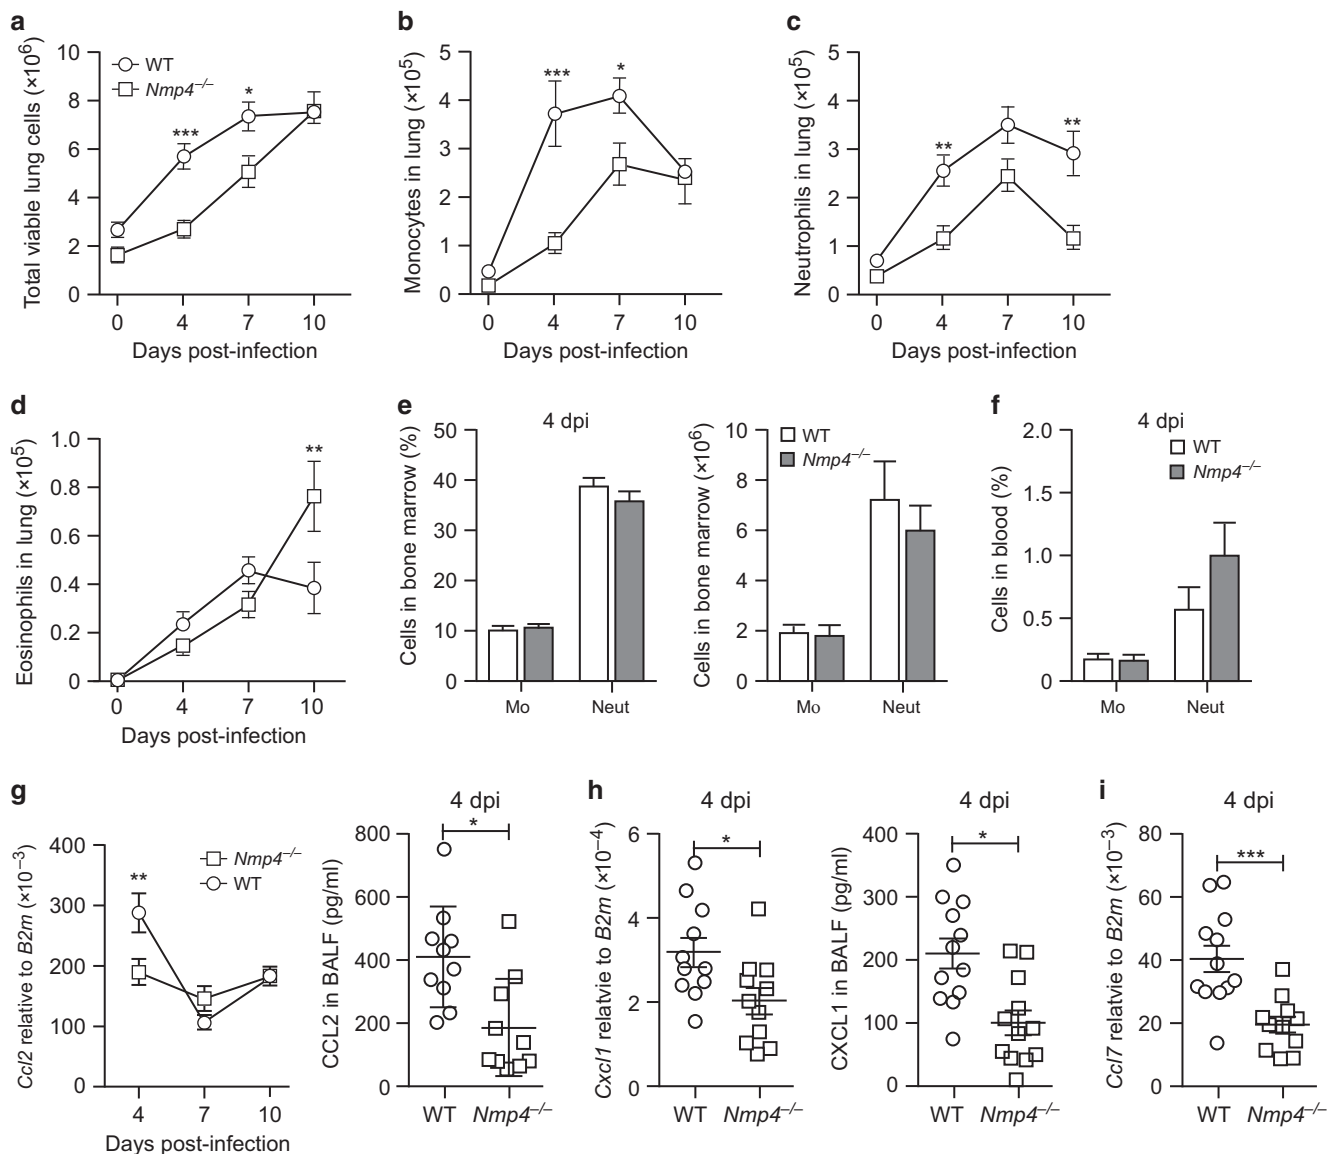 a
Total viable lung cells (×10⁶)
10
8
6
4
2
0
WT
Nmp4⁻/⁻
***
*
0 4 7 10
Days post-infection
b
Monocytes in lung (×10⁵)
5
4
3
2
1
0
***
*
0 4 7 10
Days post-infection
c
Neutrophils in lung (×10⁵)
5
4
3
2
1
0
**
**
0 4 7 10
Days post-infection
d
Eosinophils in lung (×10⁵)
1.0
0.8
0.6
0.4
0.2
0
**
0 4 7 10
Days post-infection
e
4 dpi
Cells in bone marrow (%)
50
40
30
20
10
0
Mo Neut
Cells in bone marrow (×10⁶)
10
8
6
4
2
0
WT
Nmp4⁻/⁻
Mo Neut
f
4 dpi
Cells in blood (%)
2.0
1.5
1.0
0.5
0
WT
Nmp4⁻/⁻
Mo Neut
g
Ccl2 relative to B2m (×10⁻³)
400
300
200
100
0
Nmp4⁻/⁻
WT
**
4 7 10
Days post-infection
4 dpi
CCL2 in BALF (pg/ml)
800
600
400
200
0
*
WT Nmp4⁻/⁻
h
4 dpi
Cxcl1 relatvie to B2m (×10⁻⁴)
6
4
2
0
*
WT Nmp4⁻/⁻
4 dpi
CXCL1 in BALF (pg/ml)
400
300
200
100
0
*
WT Nmp4⁻/⁻
i
4 dpi
Ccl7 relatvie to B2m (×10⁻³)
80
60
40
20
0
***
WT Nmp4⁻/⁻